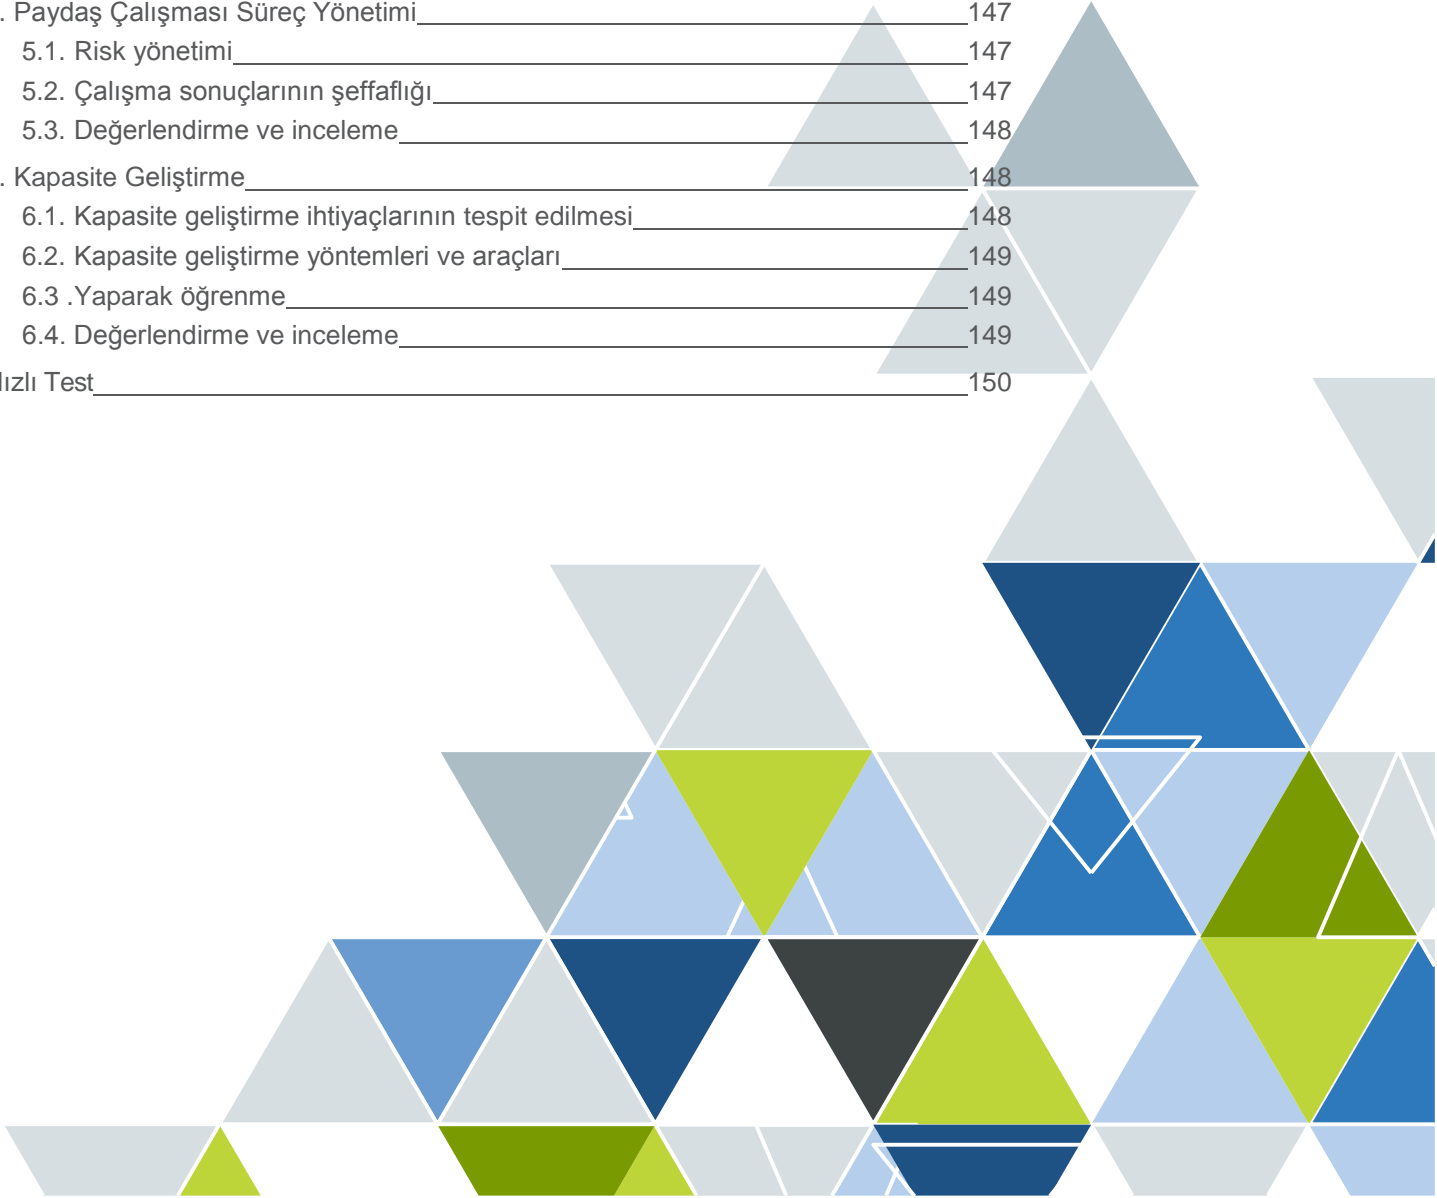 . Paydaş Çalışması Süreç Yönetimi 147
5.1. Risk yönetimi 147
5.2. Çalışma sonuçlarının şeffaflığı 147
5.3. Değerlendirme ve inceleme 148
. Kapasite Geliştirme 148
6.1. Kapasite geliştirme ihtiyaçlarının tespit edilmesi 148
6.2. Kapasite geliştirme yöntemleri ve araçları 149
6.3 .Yaparak öğrenme 149
6.4. Değerlendirme ve inceleme 149
ızlı Test 150